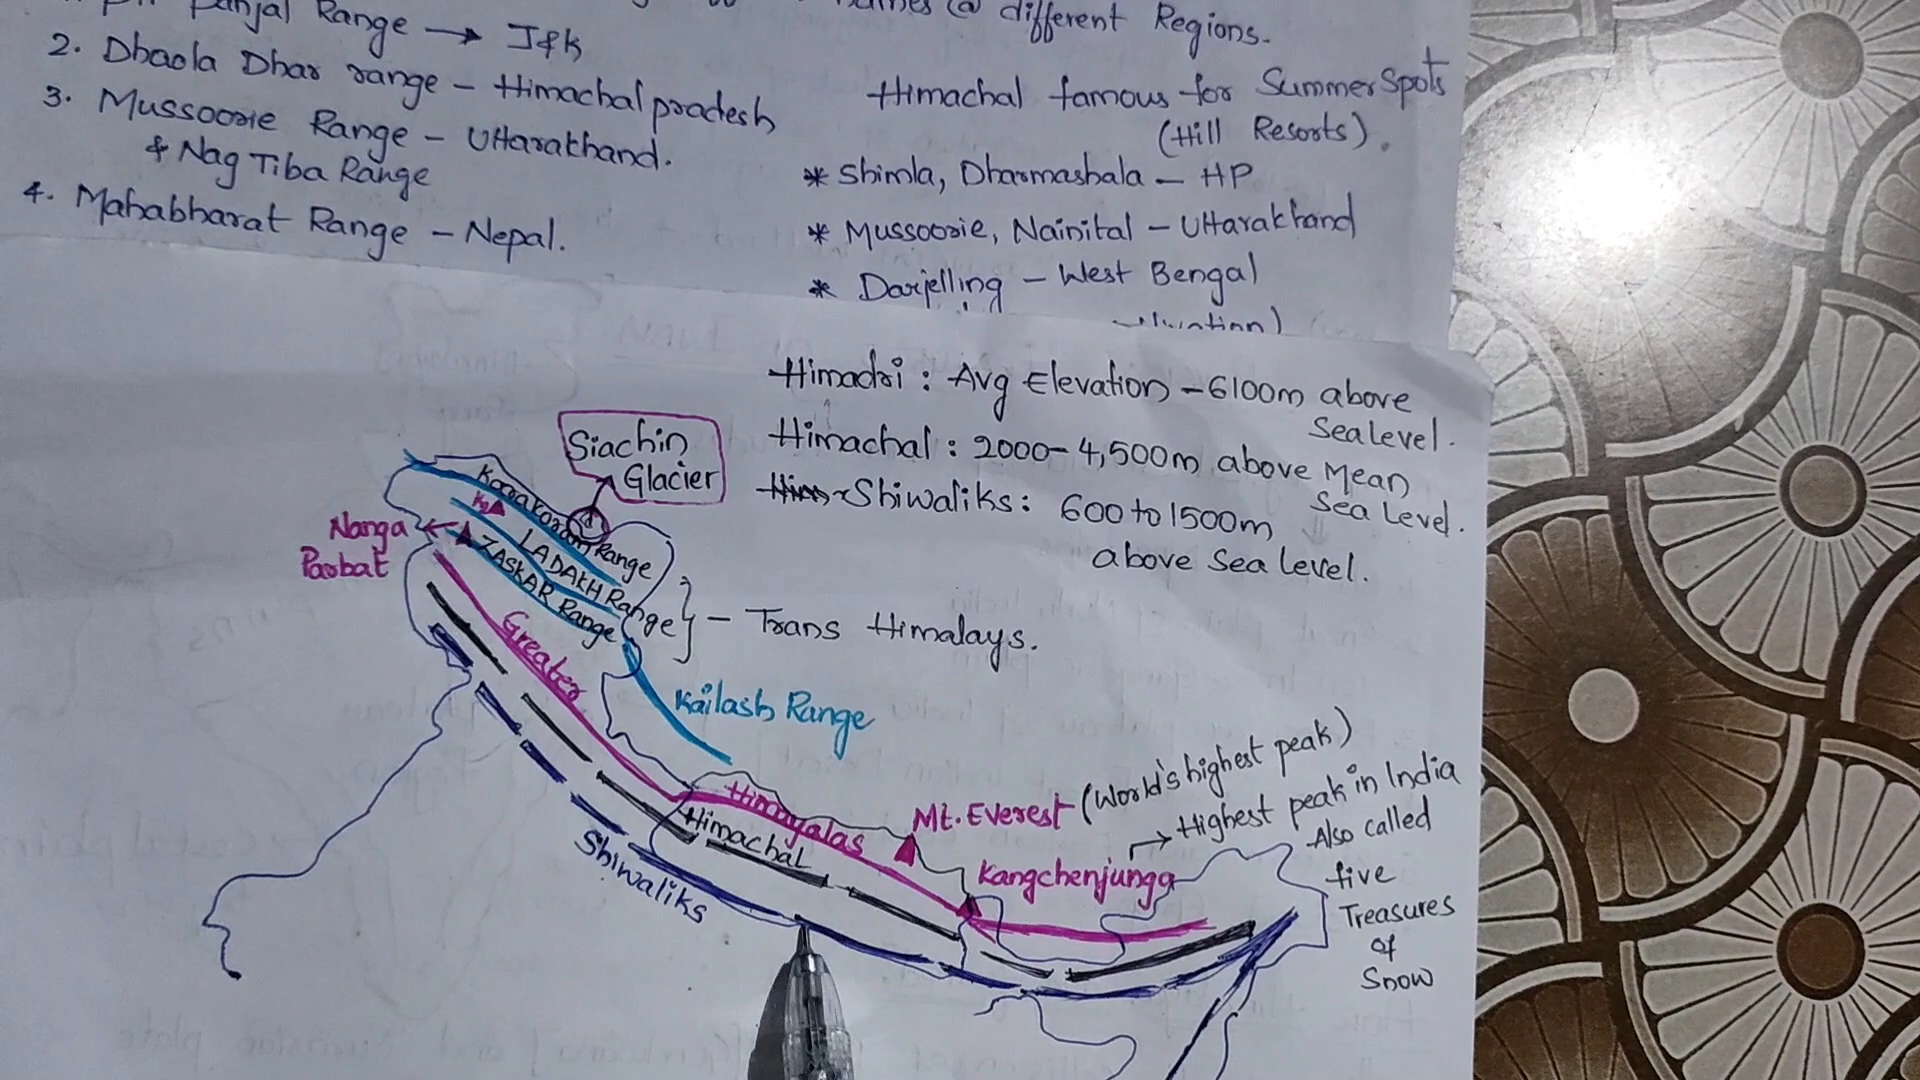 Panjal Range → J&K
different Regions.
2. Dhaola Dhar range - Himachal pradesh
3. Mussoorie Range - Uttarakhand.
& Nag Tiba Range
4. Mahabharat Range - Nepal.
Himachal famous for Summer Spots
(Hill Resorts).
* Shimla, Dharmashala - HP
* Mussoorie, Nainital - Uttarakhand
* Darjelling - West Bengal
Himadri : Avg Elevation - 6100m above
Sea level.
Himachal : 2000 - 4,500m above Mean
Sea Level.
Shiwaliks : 600 to 1500m
above Sea Level.
Siachin
Glacier
Karakoram Range
K2
LADAKH Range
ZASKAR Range
Nanga
Parbat
} - Trans Himalays.
Greater
Himayalas
Kailash Range
Himachal
Shiwaliks
Mt. Everest (World's highest peak)
Kangchenjunga
→ Highest peak in India
Also called
five
Treasures
of
Snow